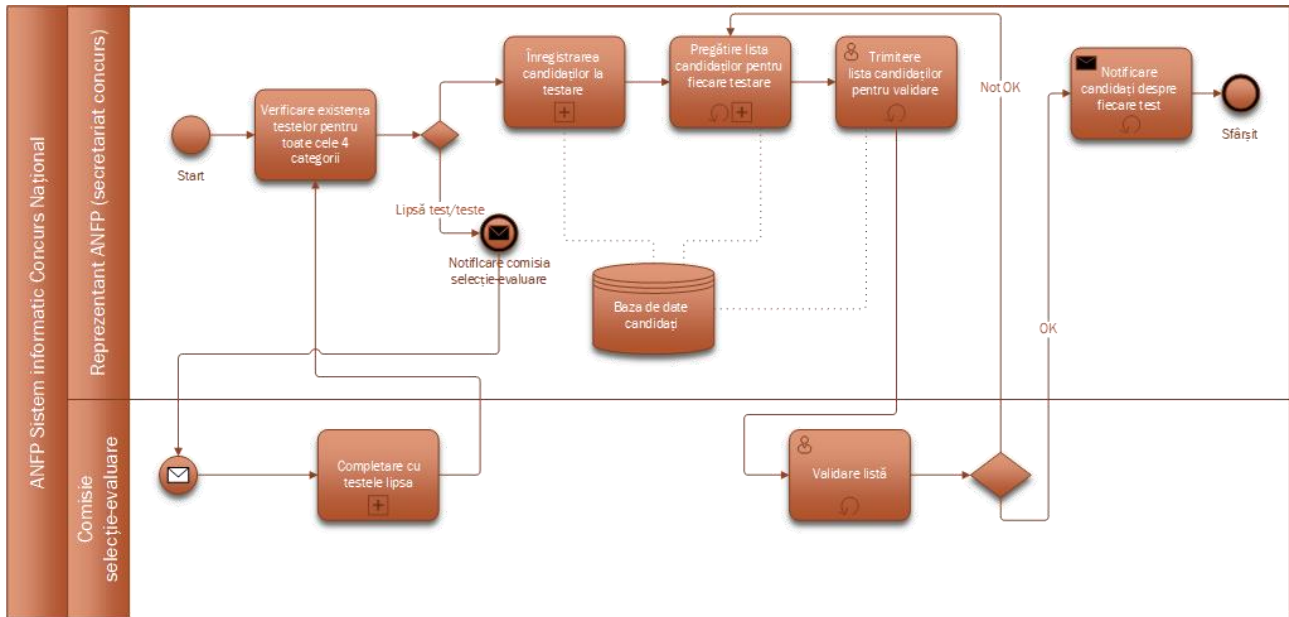 ANFP Sistem informatic Concurs Național
Reprezentant ANFP (secretariat concurs)
Start
Verificare existența
testelor pentru
toate cele 4
categorii
Lipsă test/teste
Notificare comisia
selecție-evaluare
Înregistrarea
candidaților la
testare
Pregătire lista
candidaților pentru
fiecare testare
Trimitere
lista candidaților
pentru validare
Not OK
OK
Notificare
candidați despre
fiecare test
Sfârșit
Baza de date
candidați
Comisie
selecție-evaluare
Completare cu
testele lipsa
Validare listă